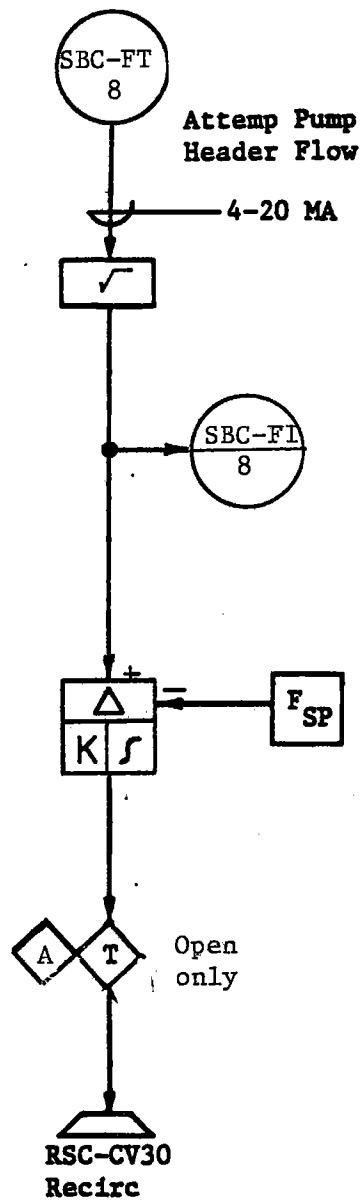 SBC-FT
8
Attemp Pump
Header Flow
4-20 MA
√
SBC-FI
8
+
Δ
−
F
SP
K ∫
A T
Open
only
RSC-CV30
Recirc